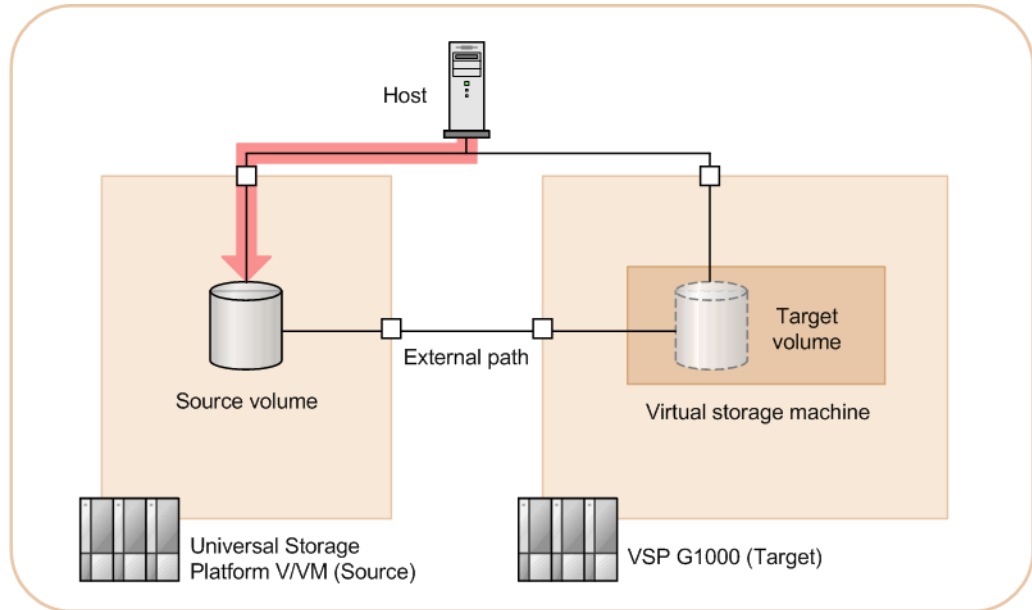 Host
Target
volume
External path
Source volume
Virtual storage machine
Universal Storage
Platform V/VM (Source)
VSP G1000 (Target)